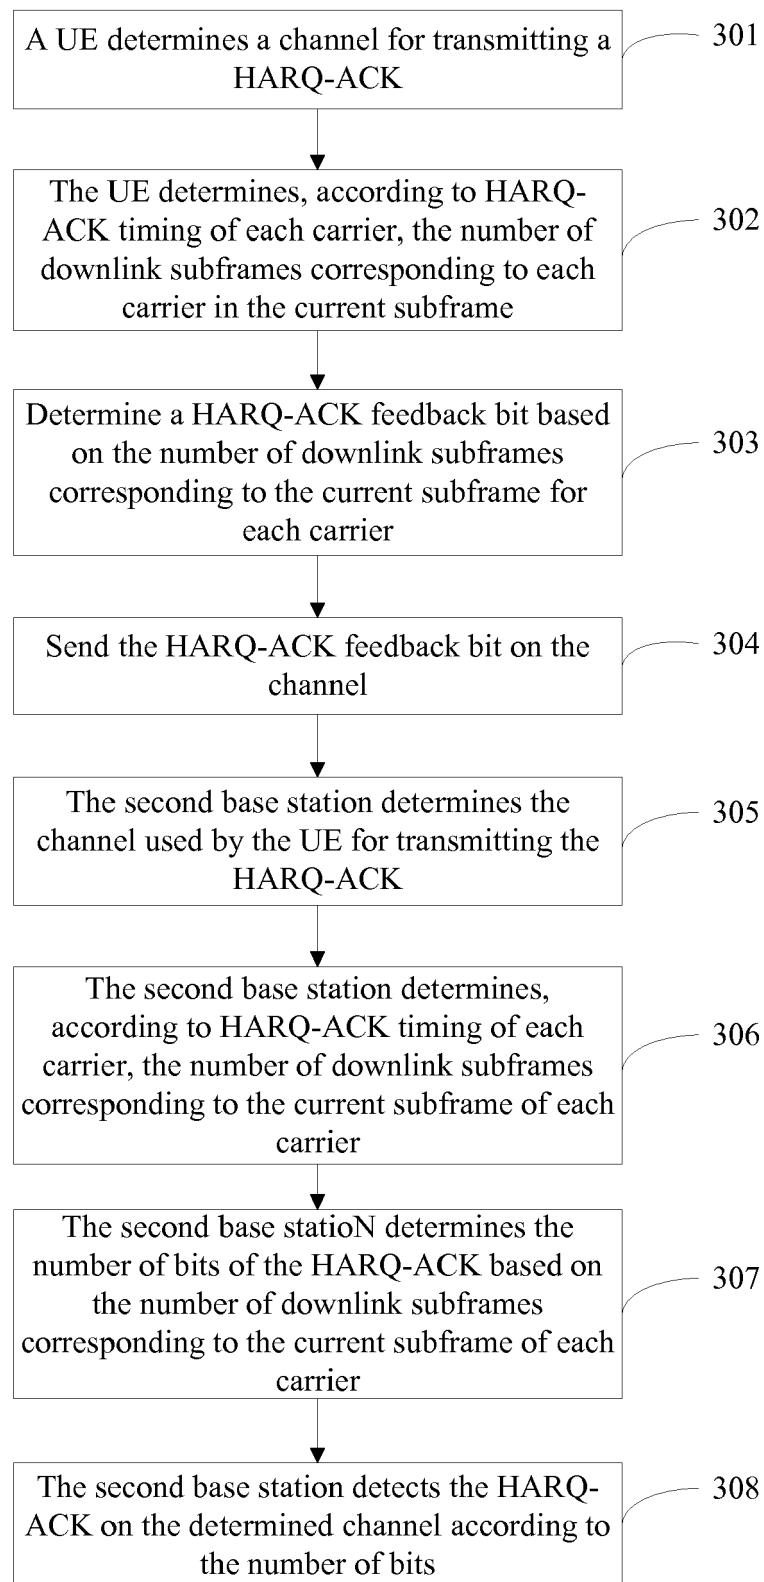 A UE determines a channel for transmitting a
HARQ-ACK
301
The UE determines, according to HARQ-
ACK timing of each carrier, the number of
downlink subframes corresponding to each
carrier in the current subframe
302
Determine a HARQ-ACK feedback bit based
on the number of downlink subframes
corresponding to the current subframe for
each carrier
303
Send the HARQ-ACK feedback bit on the
channel
304
The second base station determines the
channel used by the UE for transmitting the
HARQ-ACK
305
The second base station determines,
according to HARQ-ACK timing of each
carrier, the number of downlink subframes
corresponding to the current subframe of each
carrier
306
The second base statioN determines the
number of bits of the HARQ-ACK based on
the number of downlink subframes
corresponding to the current subframe of each
carrier
307
The second base station detects the HARQ-
ACK on the determined channel according to
the number of bits
308